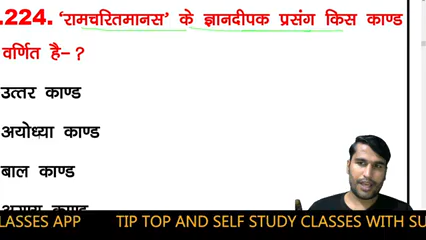 .224. ‘रामचरितमानस’ के ज्ञानदीपक प्रसंग किस काण्ड
वर्णित है-?
उत्तर काण्ड
अयोध्या काण्ड
बाल काण्ड
काण्ड
LASSES APP TIP TOP AND SELF STUDY CLASSES WITH SU